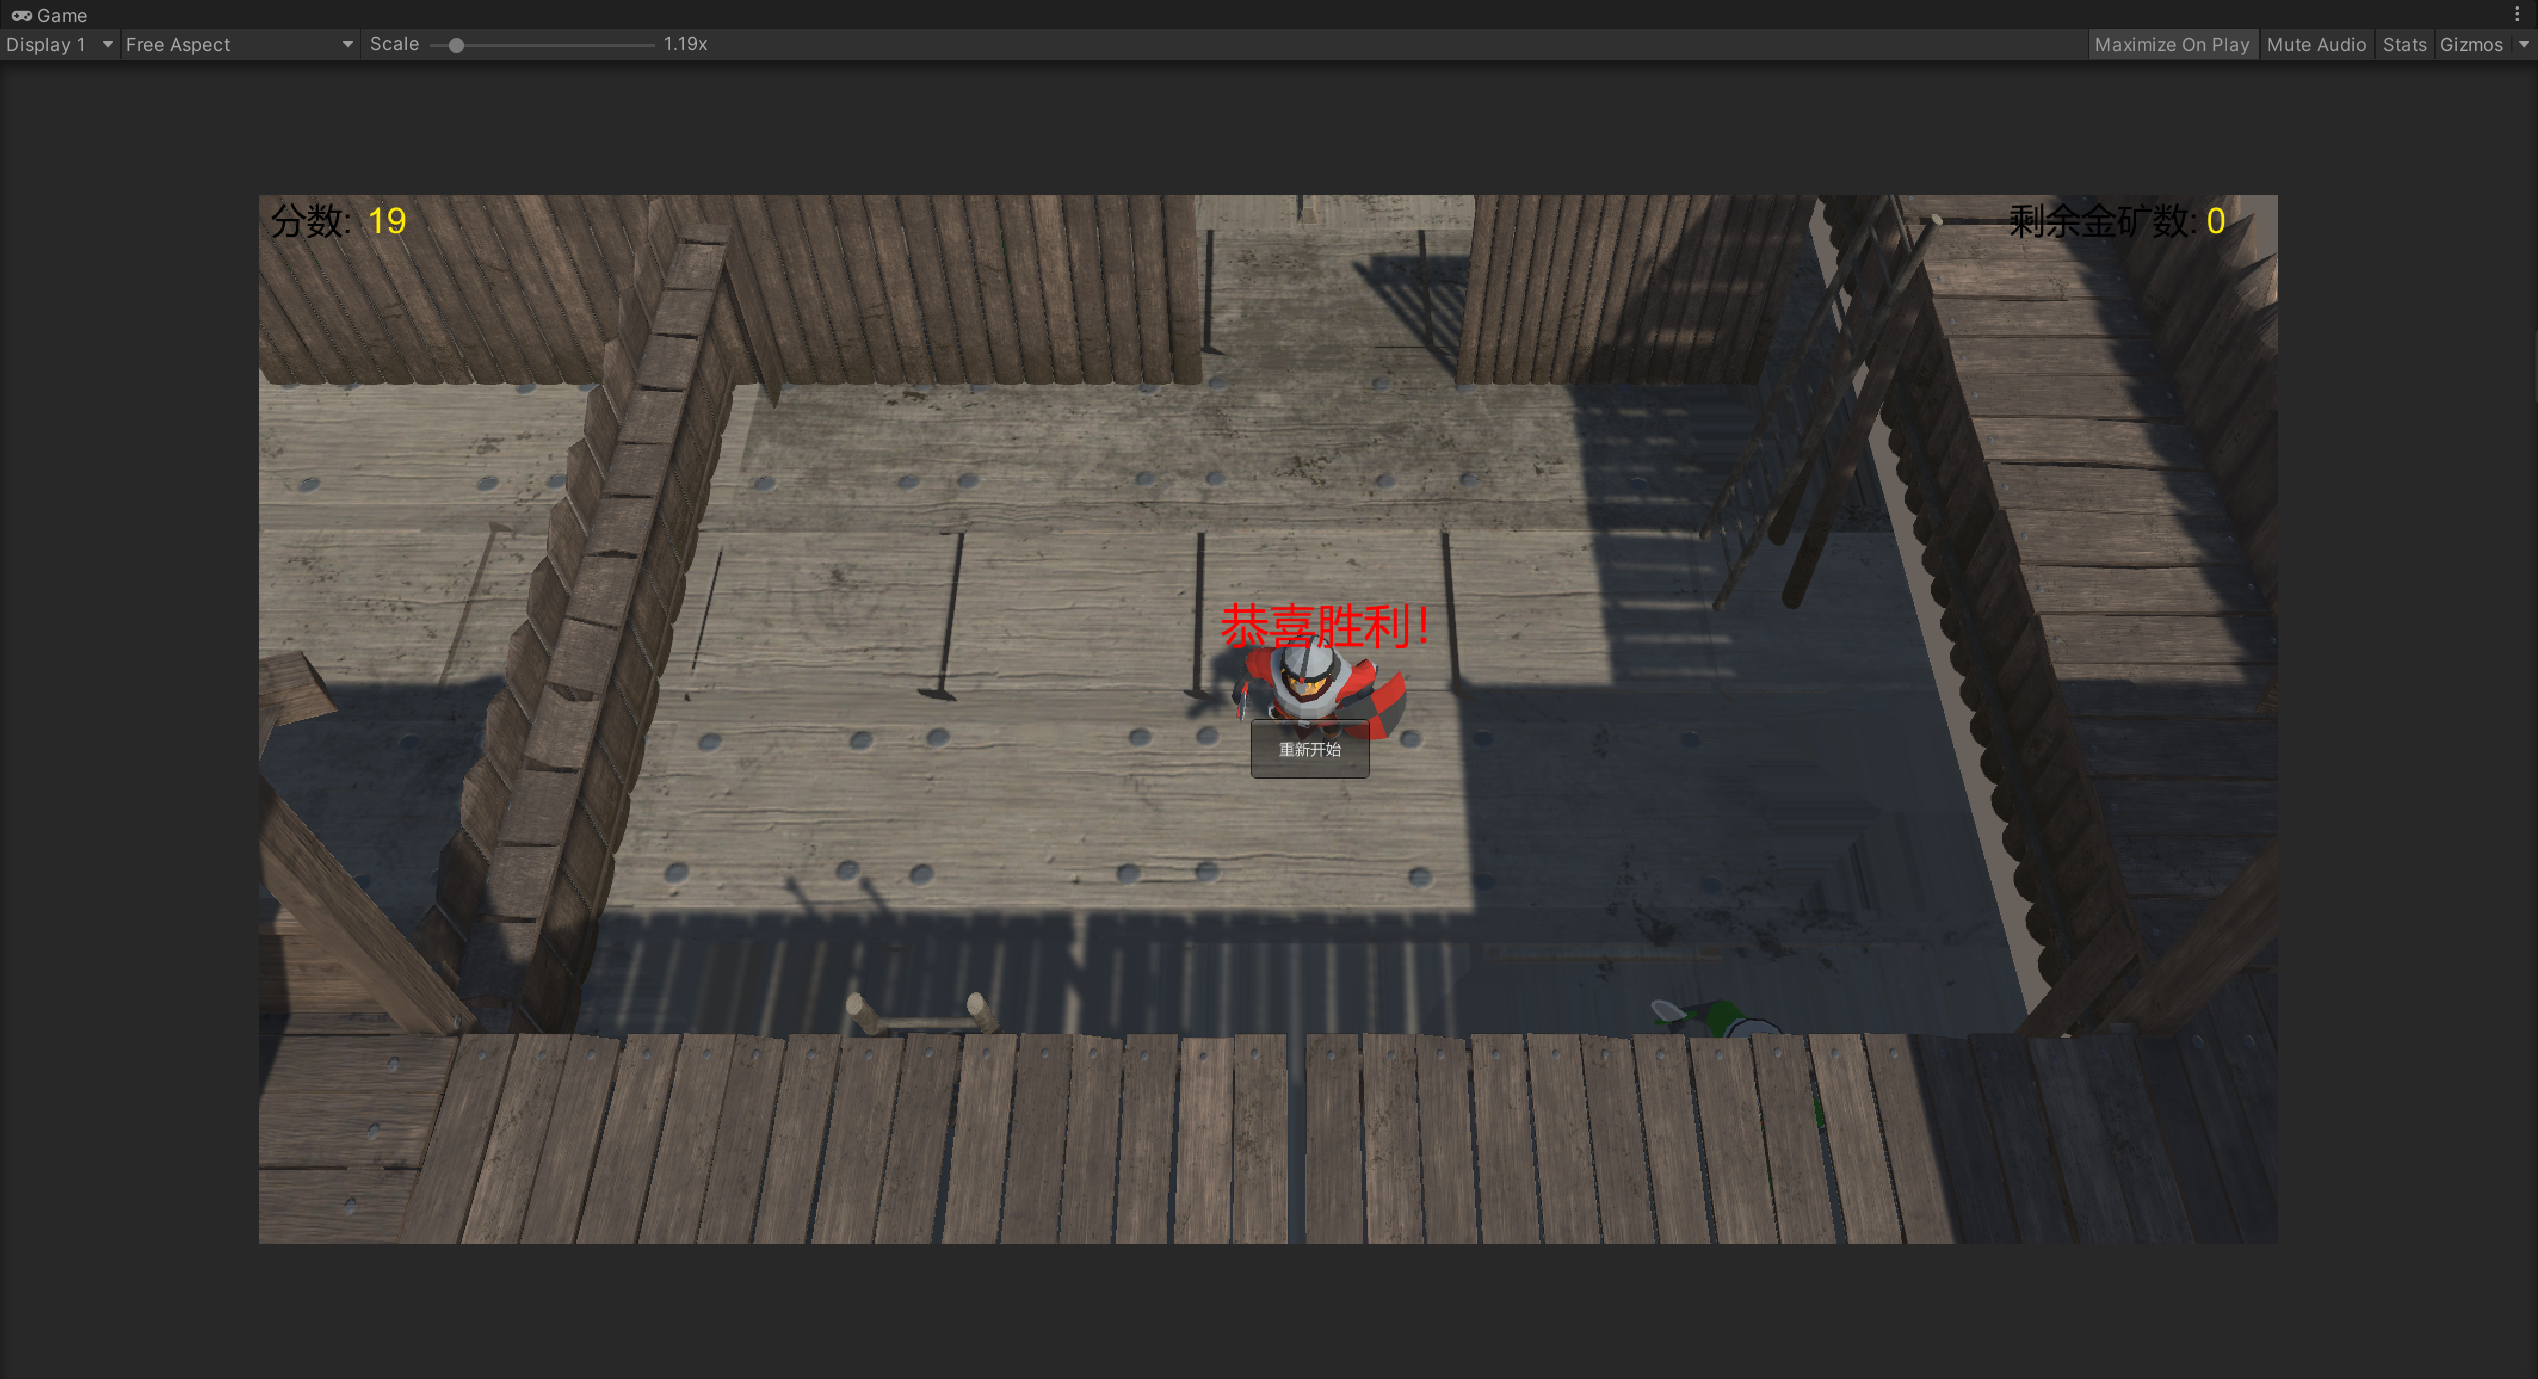 Game
Display 1 Free Aspect Scale 1.19x Maximize On Play Mute Audio Stats Gizmos
分数: 19 剩余金矿数: 0
恭喜胜利!
重新开始